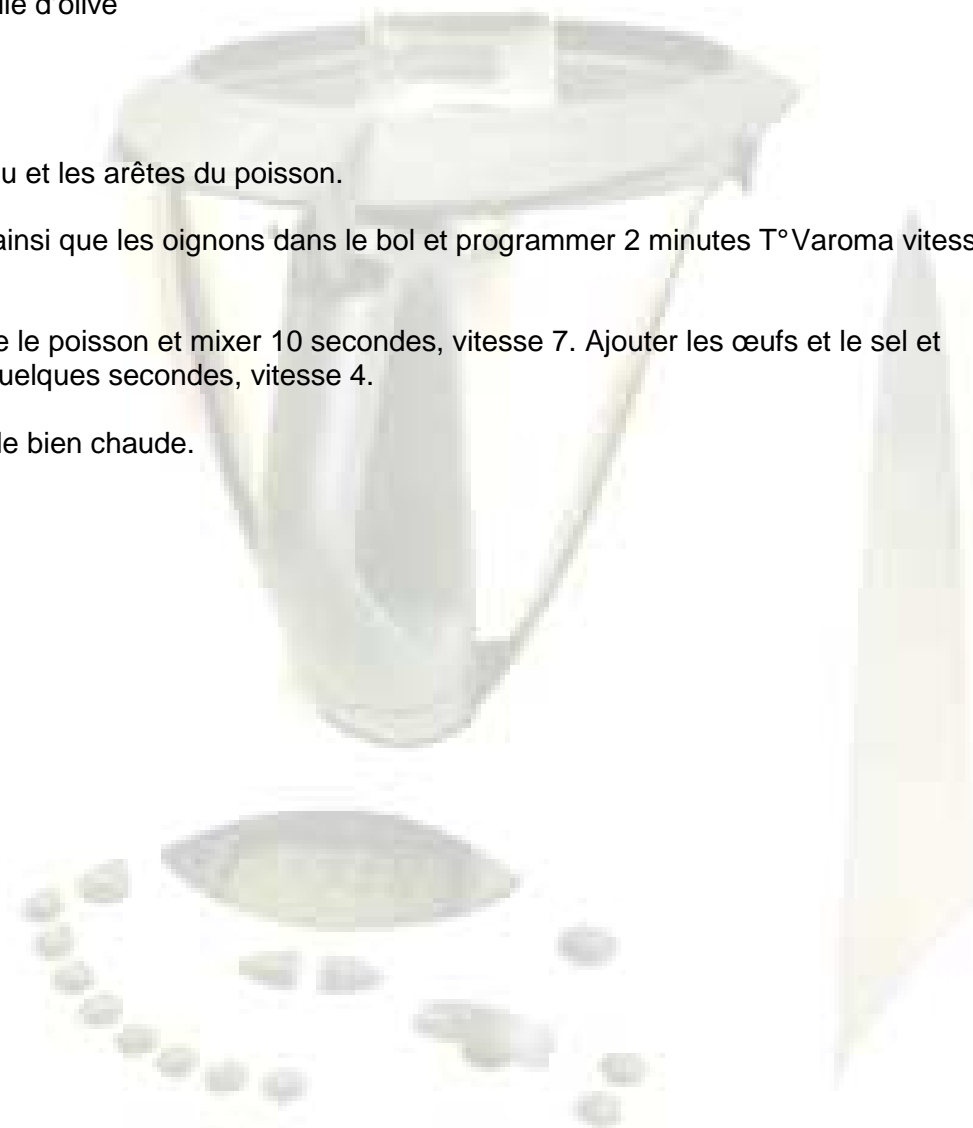 ile d'olive
u et les arêtes du poisson.
ainsi que les oignons dans le bol et programmer 2 minutes T°Varoma vitess
e le poisson et mixer 10 secondes, vitesse 7. Ajouter les œufs et le sel et
uelques secondes, vitesse 4.
le bien chaude.